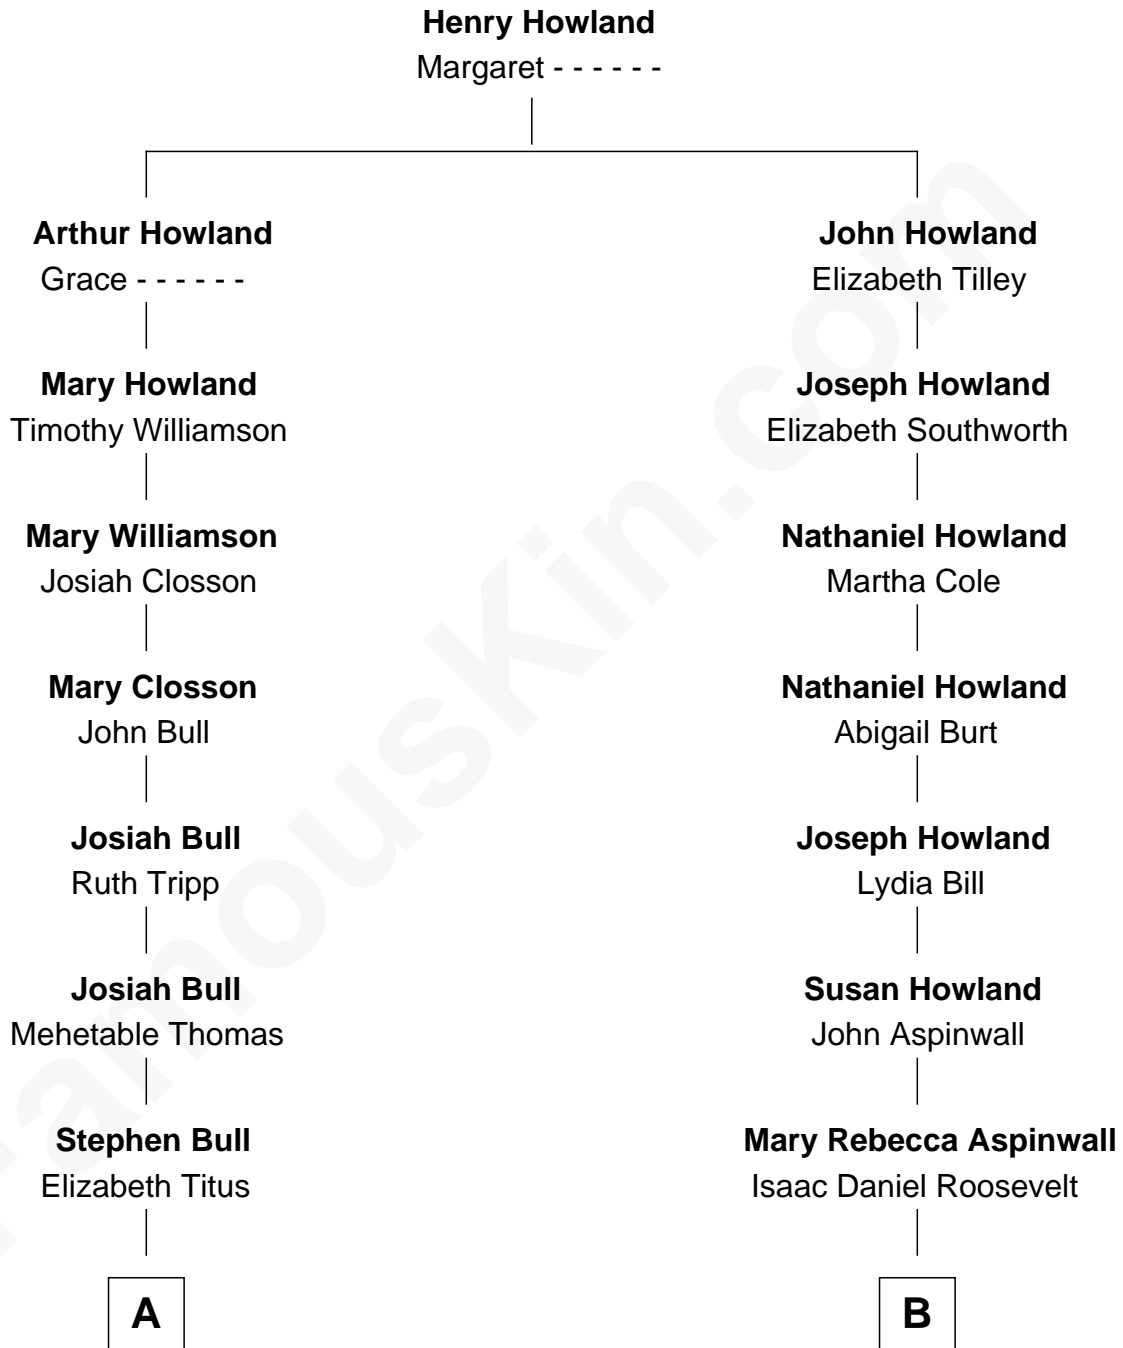 Henry Howland
Margaret - - - - - -
Arthur Howland
Grace - - - - - -
John Howland
Elizabeth Tilley
Mary Howland
Timothy Williamson
Joseph Howland
Elizabeth Southworth
Mary Williamson
Josiah Closson
Nathaniel Howland
Martha Cole
Mary Closson
John Bull
Nathaniel Howland
Abigail Burt
Josiah Bull
Ruth Tripp
Joseph Howland
Lydia Bill
Josiah Bull
Mehetable Thomas
Susan Howland
John Aspinwall
Stephen Bull
Elizabeth Titus
Mary Rebecca Aspinwall
Isaac Daniel Roosevelt
A
B
FamousKin.com